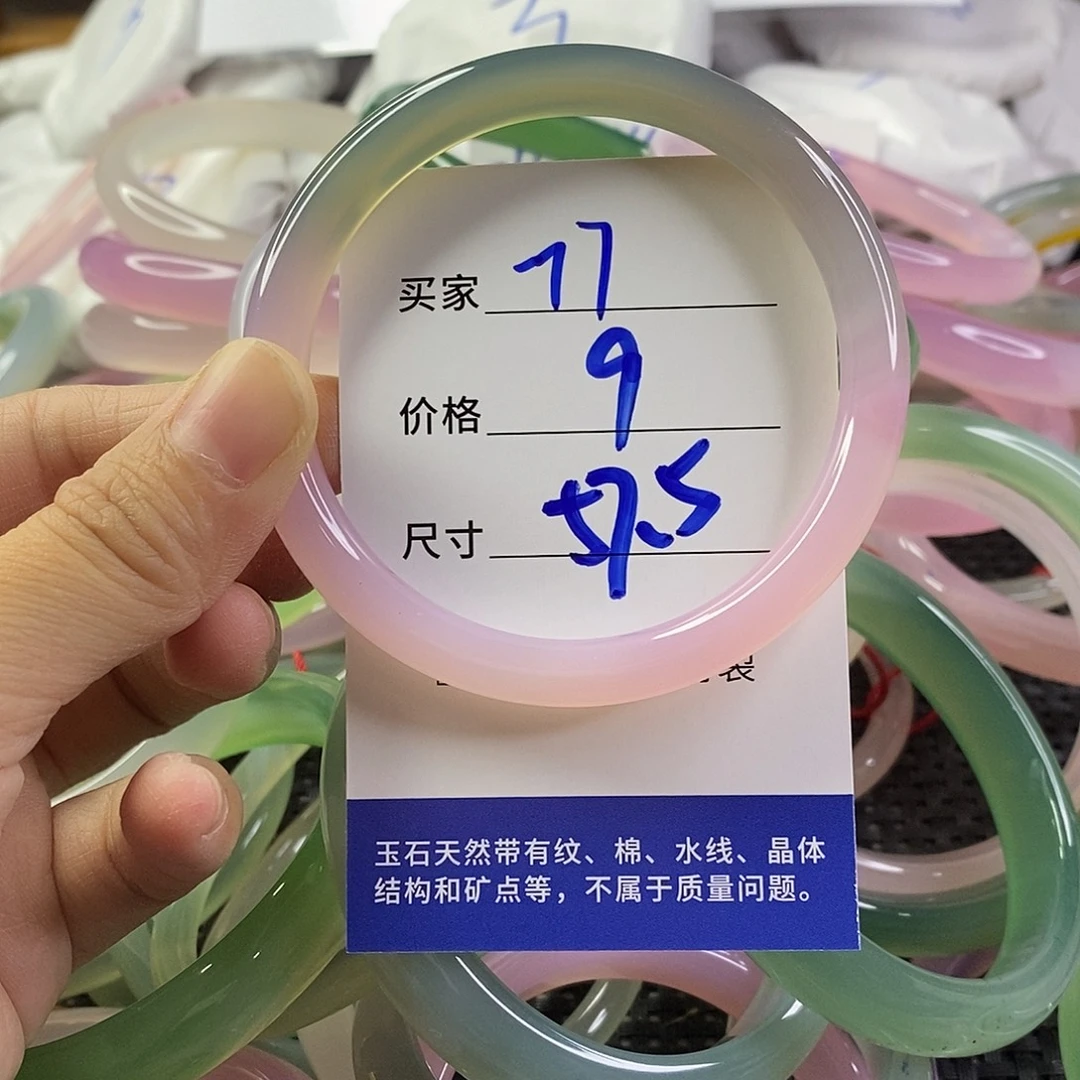 买家 77
价格 9
尺寸 57.5
玉石天然带有纹、棉、水线、晶体
结构和矿点等，不属于质量问题。